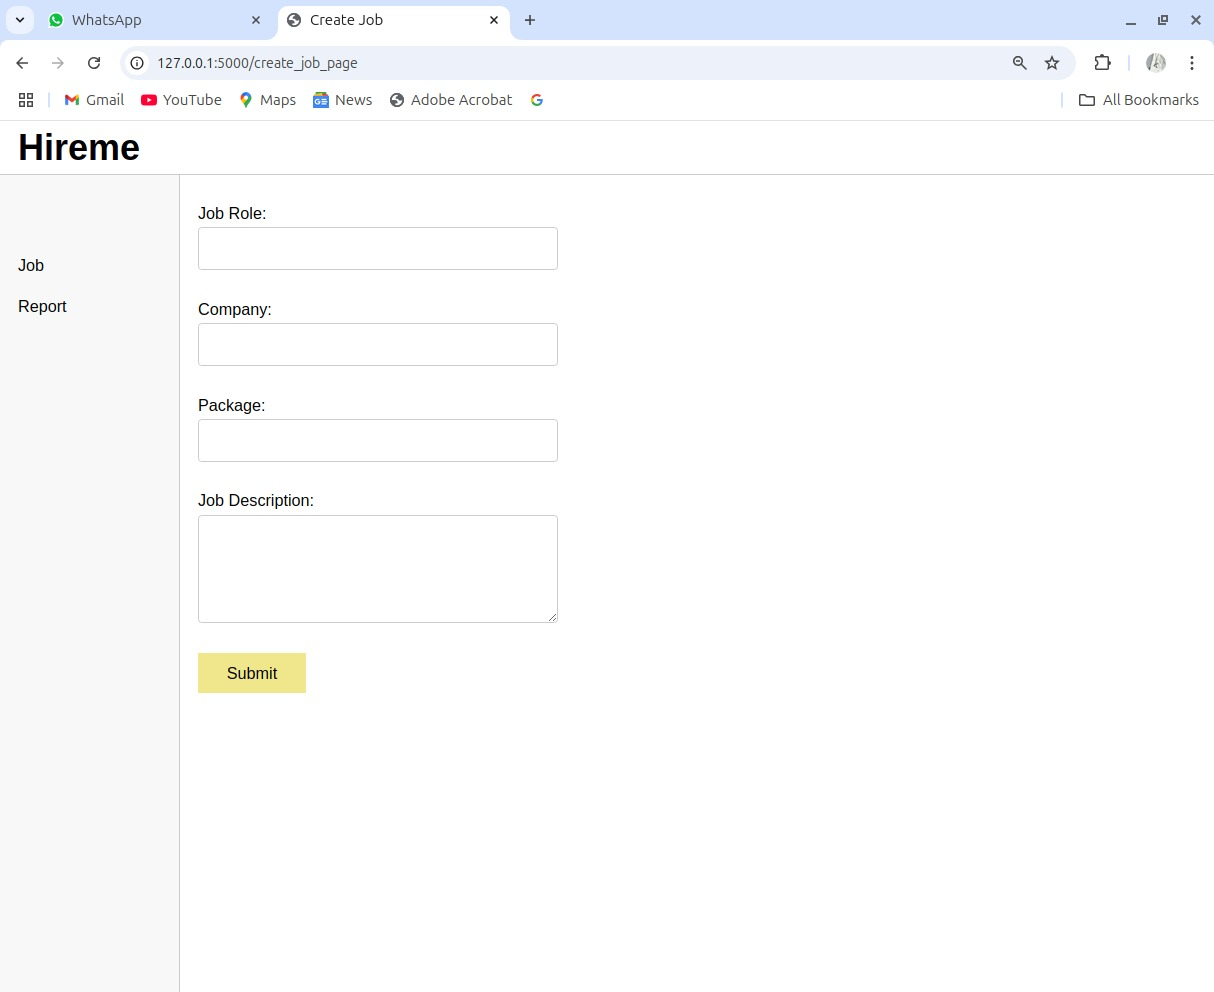 WhatsApp
Create Job
127.0.0.1:5000/create_job_page
Gmail YouTube Maps News Adobe Acrobat All Bookmarks
Hireme
Job
Report
Job Role:
Company:
Package:
Job Description:
Submit